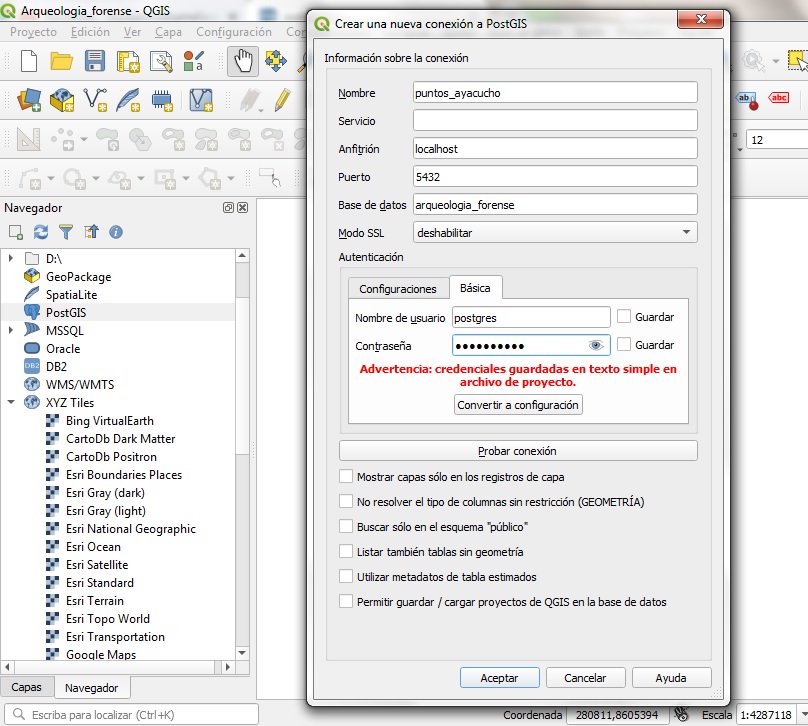 Arqueologia_forense - QGIS
Proyecto Edición Ver Capa Configuración Co
12
Navegador
D:\
GeoPackage
SpatiaLite
PostGIS
MSSQL
Oracle
DB2 DB2
WMS/WMTS
XYZ Tiles
Bing VirtualEarth
CartoDb Dark Matter
CartoDb Positron
Esri Boundaries Places
Esri Gray (dark)
Esri Gray (light)
Esri National Geographic
Esri Ocean
Esri Satellite
Esri Standard
Esri Terrain
Esri Topo World
Esri Transportation
Google Maps
Capas Navegador
Escriba para localizar (Ctrl+K)
Crear una nueva conexión a PostGIS
Información sobre la conexión
Nombre puntos_ayacucho
Servicio
Anfitrión localhost
Puerto 5432
Base de datos arqueologia_forense
Modo SSL deshabilitar
Autenticación
Configuraciones Básica
Nombre de usuario postgres Guardar
Contraseña ●●●●●●●●●● Guardar
Advertencia: credenciales guardadas en texto simple en
archivo de proyecto.
Convertir a configuración
Probar conexión
Mostrar capas sólo en los registros de capa
No resolver el tipo de columnas sin restricción (GEOMETRÍA)
Buscar sólo en el esquema "público"
Listar también tablas sin geometría
Utilizar metadatos de tabla estimados
Permitir guardar / cargar proyectos de QGIS en la base de datos
Aceptar Cancelar Ayuda
ab abc
Coordenada 280811,8605394 Escala 1:4287118